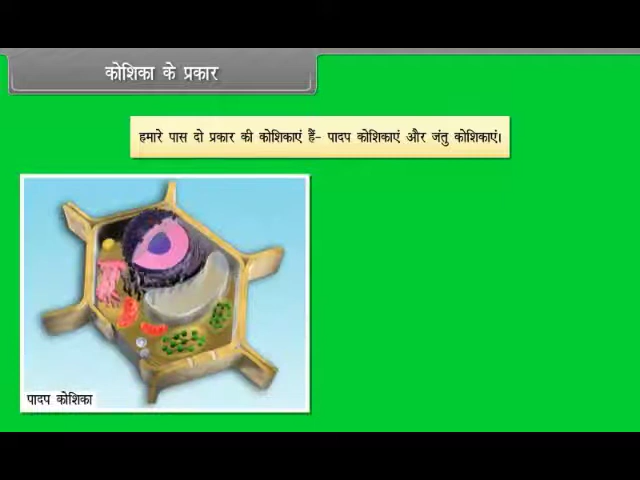 कोशिका के प्रकार
हमारे पास दो प्रकार की कोशिकाएं हैं- पादप कोशिकाएं और जंतु कोशिकाएं।
पादप कोशिका